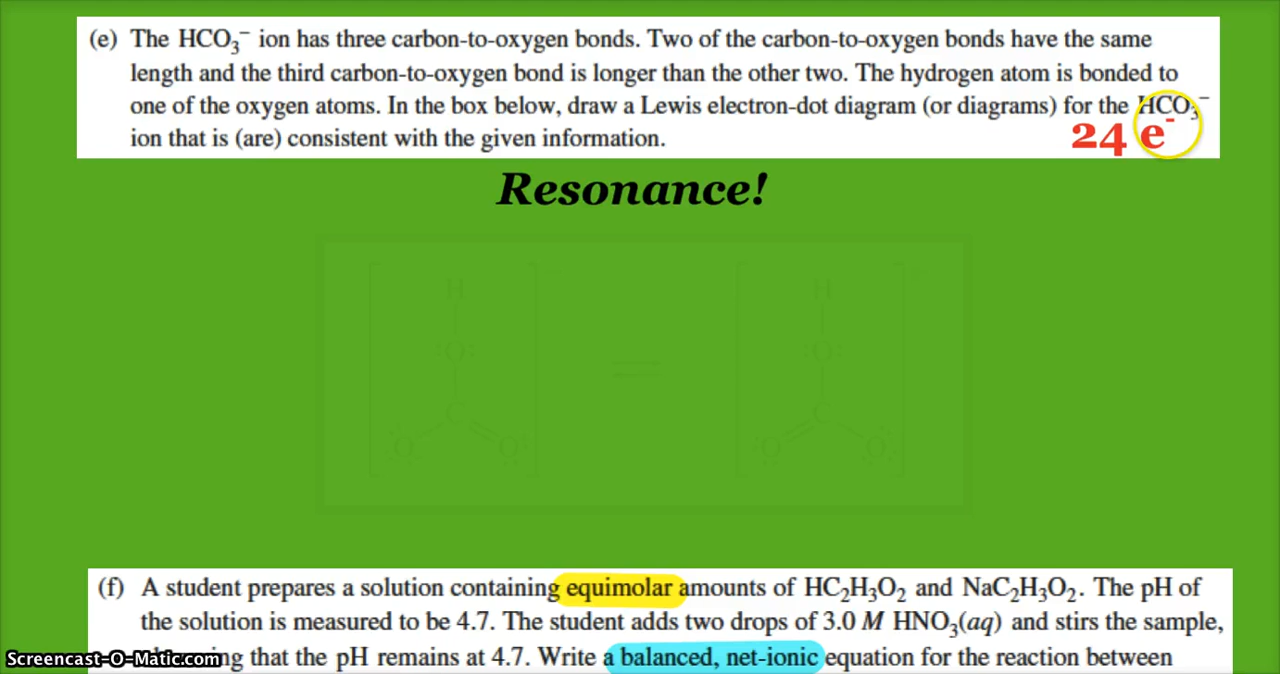 (e) The HCO₃⁻ ion has three carbon-to-oxygen bonds. Two of the carbon-to-oxygen bonds have the same
length and the third carbon-to-oxygen bond is longer than the other two. The hydrogen atom is bonded to
one of the oxygen atoms. In the box below, draw a Lewis electron-dot diagram (or diagrams) for the HCO₃⁻
ion that is (are) consistent with the given information.
24 e⁻
Resonance!
H H
:O: :O:
C C
O O O O
(f) A student prepares a solution containing equimolar amounts of HC₂H₃O₂ and NaC₂H₃O₂. The pH of
the solution is measured to be 4.7. The student adds two drops of 3.0 M HNO₃(aq) and stirs the sample,
that the pH remains at 4.7. Write a balanced, net-ionic equation for the reaction between
Screencast-O-Matic.com